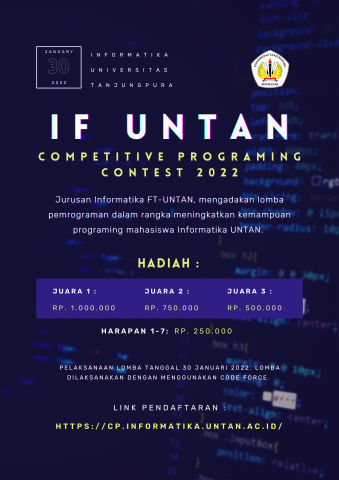 JANUARY
30
2022
INFORMATIKA
UNIVERSITAS
TANJUNGPURA
IF UNTAN
COMPETITIVE PROGRAMING
CONTEST 2022
Jurusan Informatika FT-UNTAN, mengadakan lomba
pemrograman dalam rangka meningkatkan kemampuan
programing mahasiswa Informatika UNTAN.
HADIAH :
JUARA 1 : JUARA 2 : JUARA 3 :
RP. 1.000.000 RP. 750.000 RP. 500.000
HARAPAN 1-7: RP. 250.000
PELAKSANAAN LOMBA TANGGAL 30 JANUARI 2022, LOMBA
DILAKSANAKAN DENGAN MENGGUNAKAN CODE FORCE.
LINK PENDAFTARAN :
HTTPS://CP.INFORMATIKA.UNTAN.AC.ID/